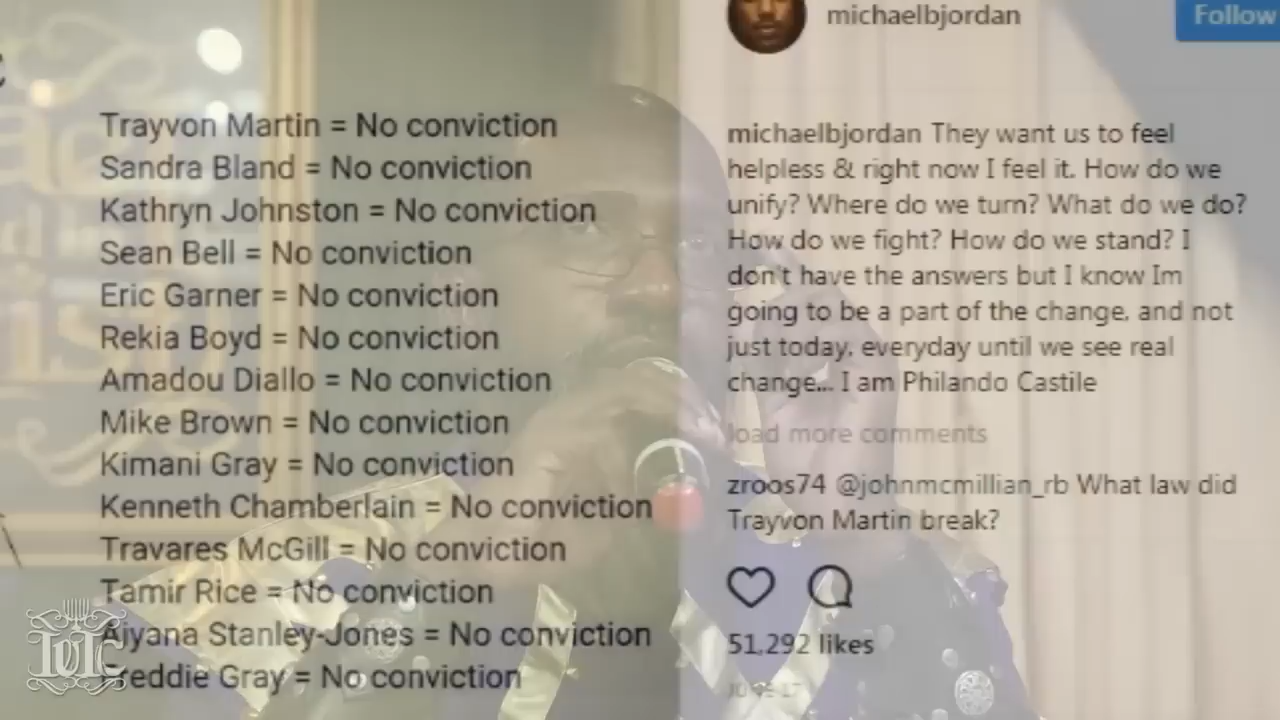 Trayvon Martin = No conviction
Sandra Bland = No conviction
Kathryn Johnston = No conviction
Sean Bell = No conviction
Eric Garner = No conviction
Rekia Boyd = No conviction
Amadou Diallo = No conviction
Mike Brown = No conviction
Kimani Gray = No conviction
Kenneth Chamberlain = No conviction
Travares McGill = No conviction
Tamir Rice = No conviction
Aiyana Stanley-Jones = No conviction
Freddie Gray = No conviction
michaelbjordan
Follow
michaelbjordan They want us to feel
helpless & right now I feel it. How do we
unify? Where do we turn? What do we do?
How do we fight? How do we stand? I
don't have the answers but I know Im
going to be a part of the change, and not
just today, everyday until we see real
change... I am Philando Castile
load more comments
zroos74 @johnmcmillian_rb What law did
Trayvon Martin break?
51,292 likes
JUNE 17
IUIC